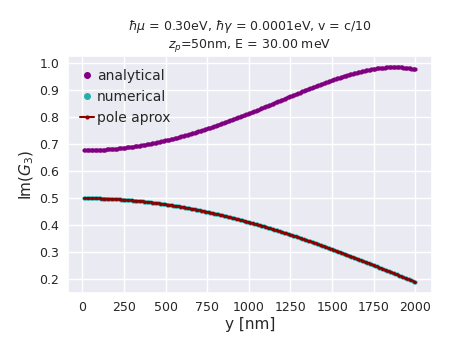 ℏμ = 0.30eV, ℏγ = 0.0001eV, v = c/10
z_p=50nm, E = 30.00 meV
1.0
0.9
0.8
0.7
0.6
0.5
0.4
0.3
0.2
Im(G_3)
analytical
numerical
pole aprox
0 250 500 750 1000 1250 1500 1750 2000
y [nm]